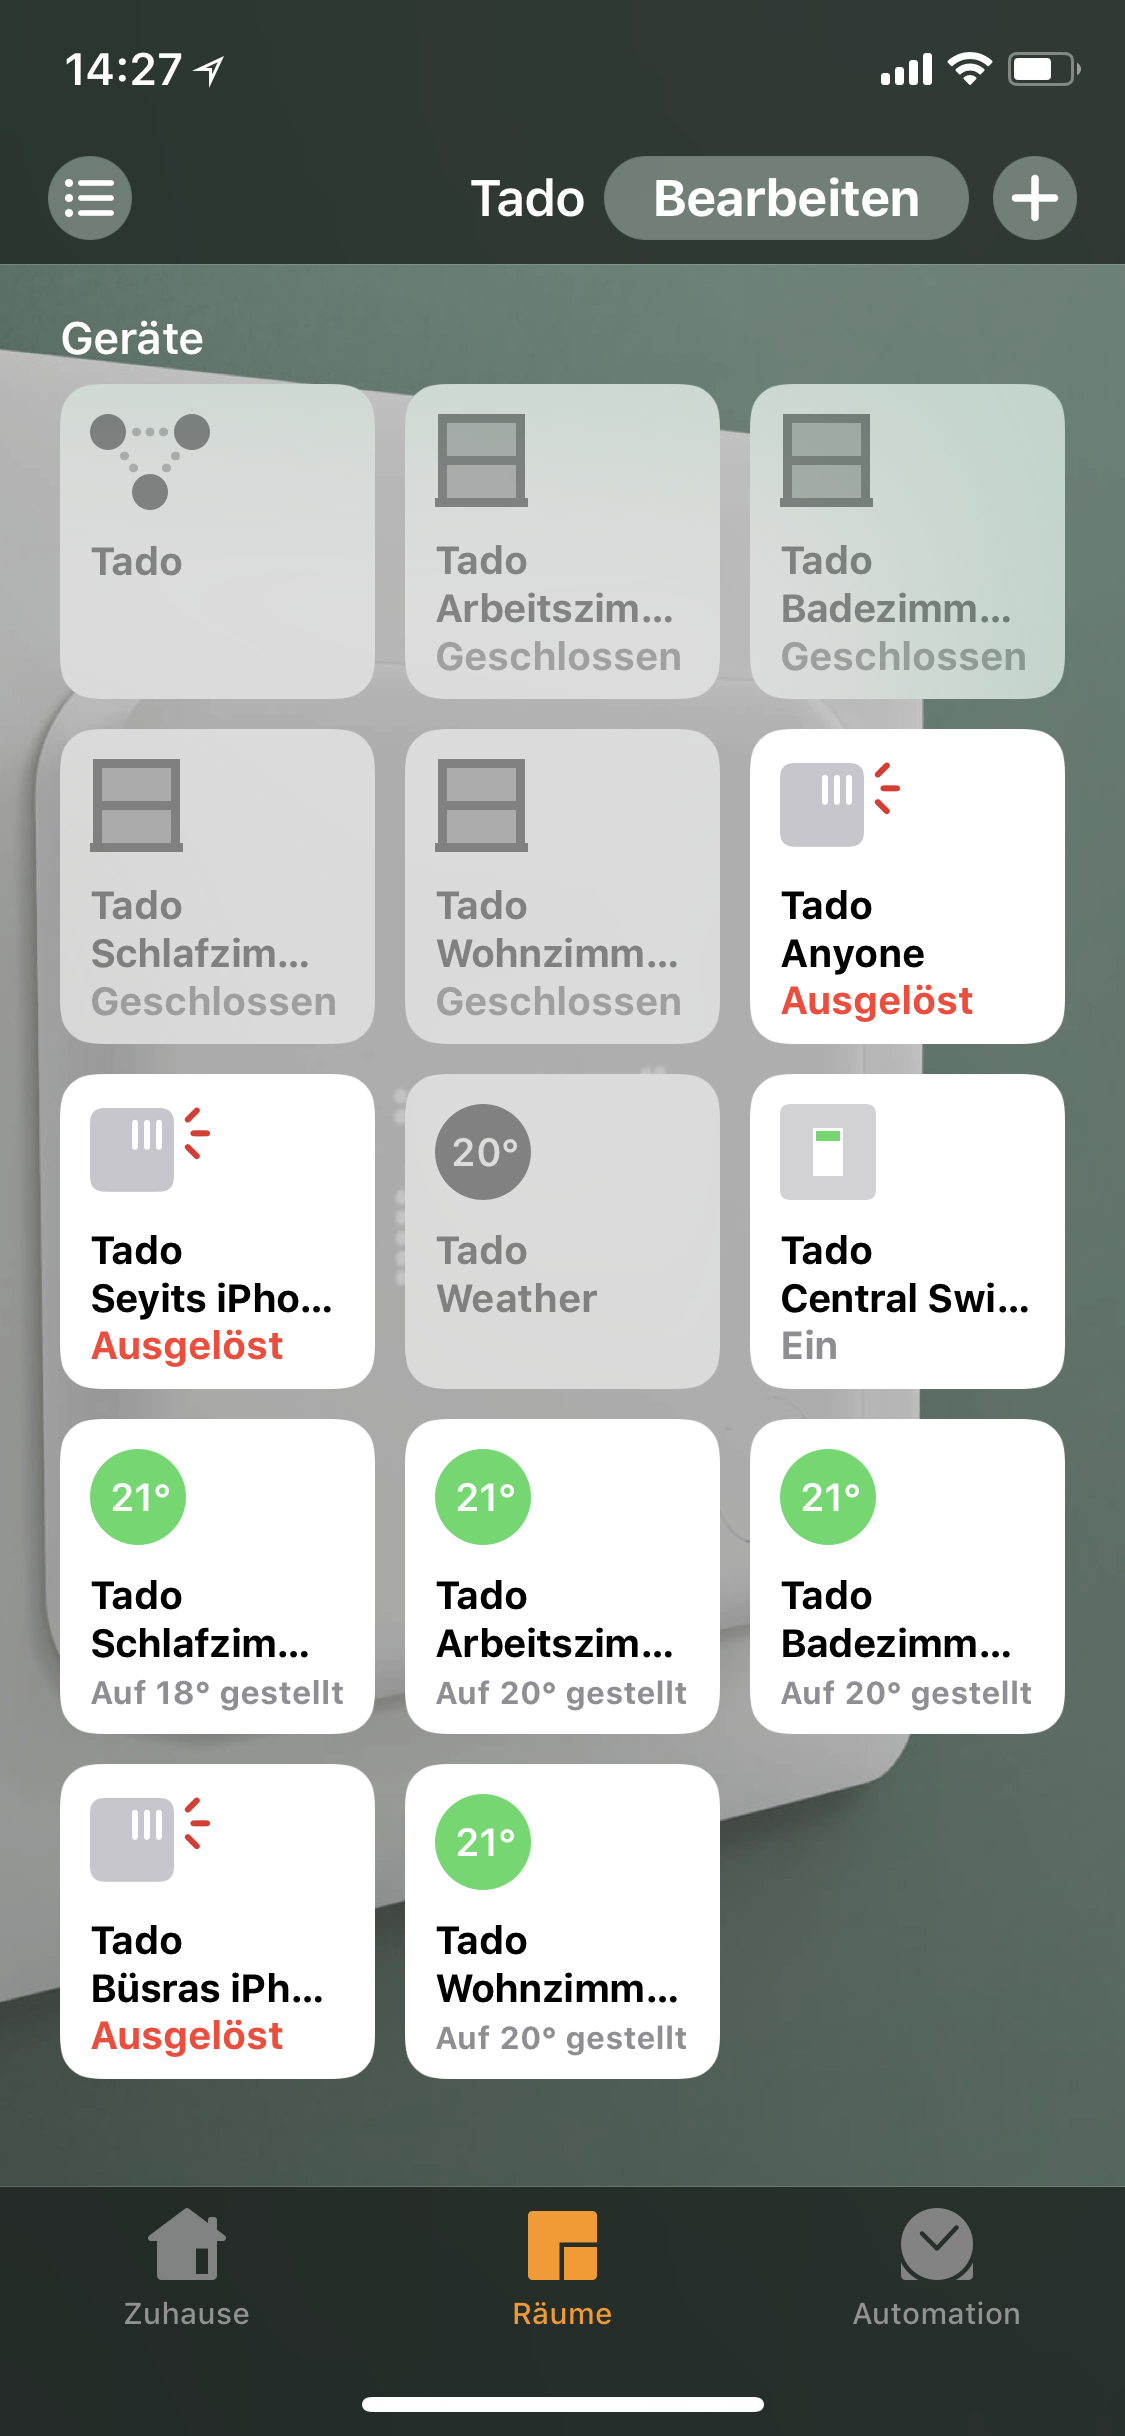 14:27
Tado
Bearbeiten
Geräte
Tado
Tado
Arbeitszim...
Geschlossen
Tado
Badezimm...
Geschlossen
Tado
Schlafzim...
Geschlossen
Tado
Wohnzimm...
Geschlossen
Tado
Anyone
Ausgelöst
Tado
Seyits iPho...
Ausgelöst
20°
Tado
Weather
Tado
Central Swi...
Ein
21°
Tado
Schlafzim...
Auf 18° gestellt
21°
Tado
Arbeitszim...
Auf 20° gestellt
21°
Tado
Badezimm...
Auf 20° gestellt
Tado
Büsras iPh...
Ausgelöst
21°
Tado
Wohnzimm...
Auf 20° gestellt
Zuhause
Räume
Automation